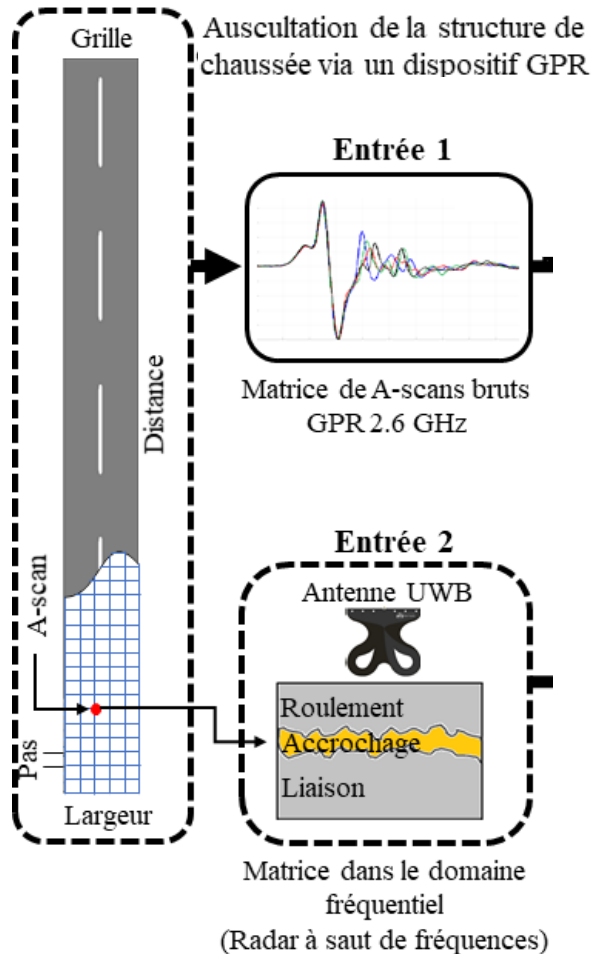 Grille
Auscultation de la structure de
chaussée via un dispositif GPR
Entrée 1
Matrice de A-scans bruts
GPR 2.6 GHz
Distance
A-scan
Pas
Largeur
Entrée 2
Antenne UWB
Roulement
Accrochage
Liaison
Matrice dans le domaine
fréquentiel
(Radar à saut de fréquences)